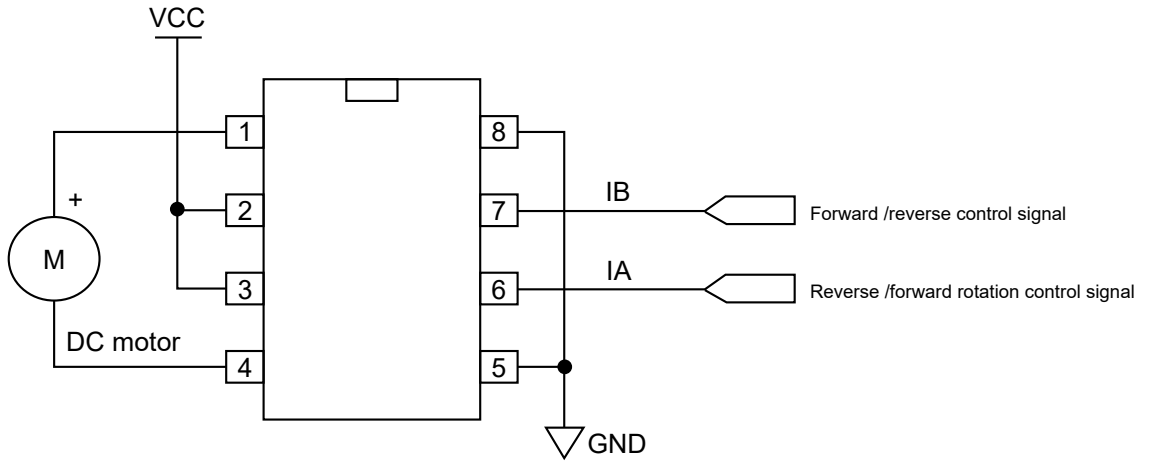 VCC
1
8
+
IB
2
7
Forward /reverse control signal
M
IA
3
6
Reverse /forward rotation control signal
DC motor
4
5
GND